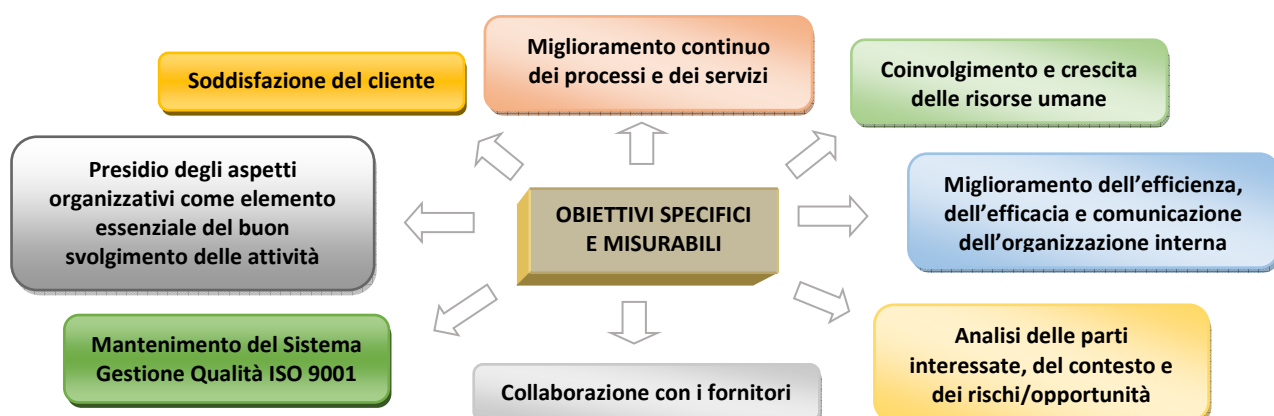 Miglioramento continuo
dei processi e dei servizi
Soddisfazione del cliente
Coinvolgimento e crescita
delle risorse umane
Presidio degli aspetti
organizzativi come elemento
essenziale del buon
svolgimento delle attività
OBIETTIVI SPECIFICI
E MISURABILI
Miglioramento dell’efficienza,
dell’efficacia e comunicazione
dell’organizzazione interna
Mantenimento del Sistema
Gestione Qualità ISO 9001
Collaborazione con i fornitori
Analisi delle parti
interessate, del contesto e
dei rischi/opportunità